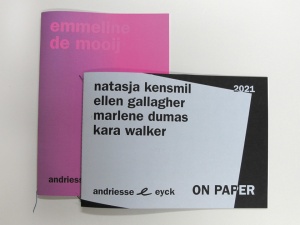 emmeline
de mooij
andriesse
natasja kensmil
ellen gallagher
marlene dumas
kara walker
2021
andriesse e eyck
ON PAPER